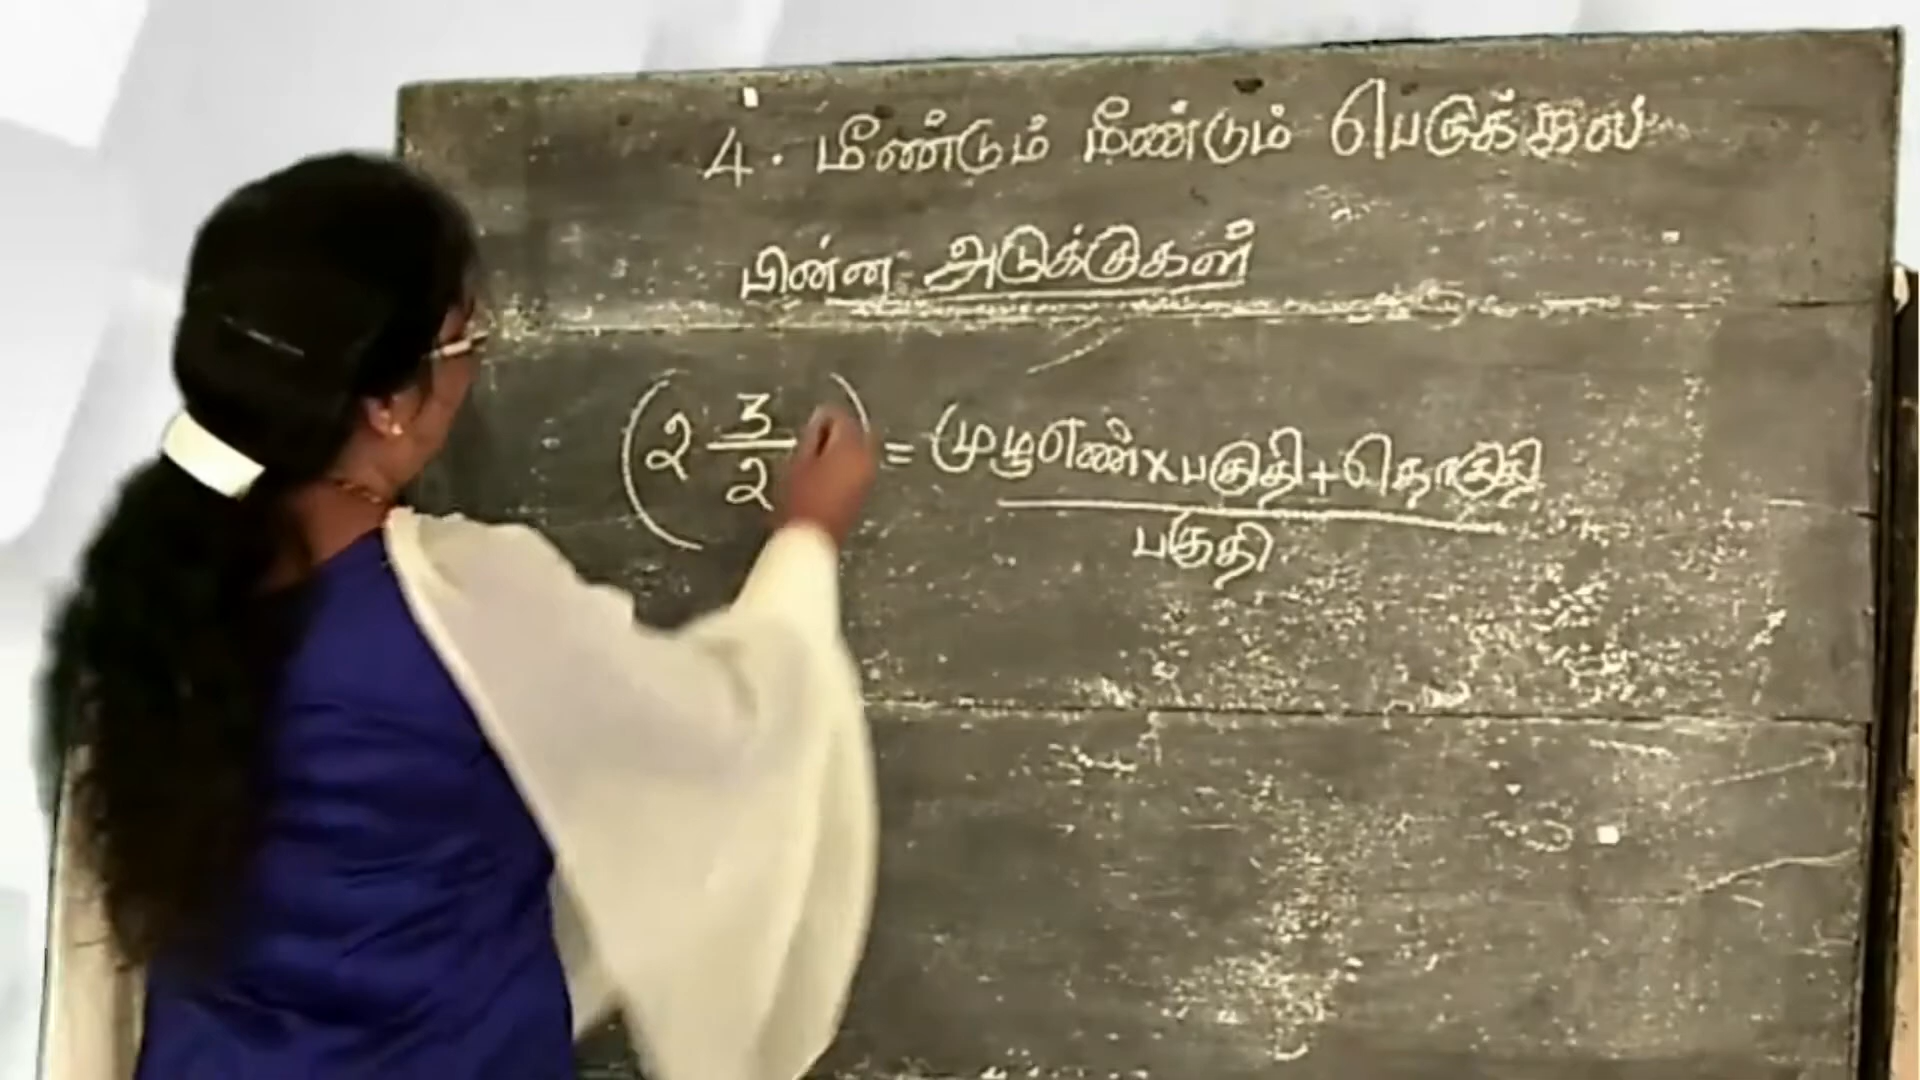 4. மீண்டும் மீண்டும் பெருக்கல்
பின்ன அடுக்குகள்
(2 3/2) = முழுஎண்×பகுதி+தொகுதி
பகுதி